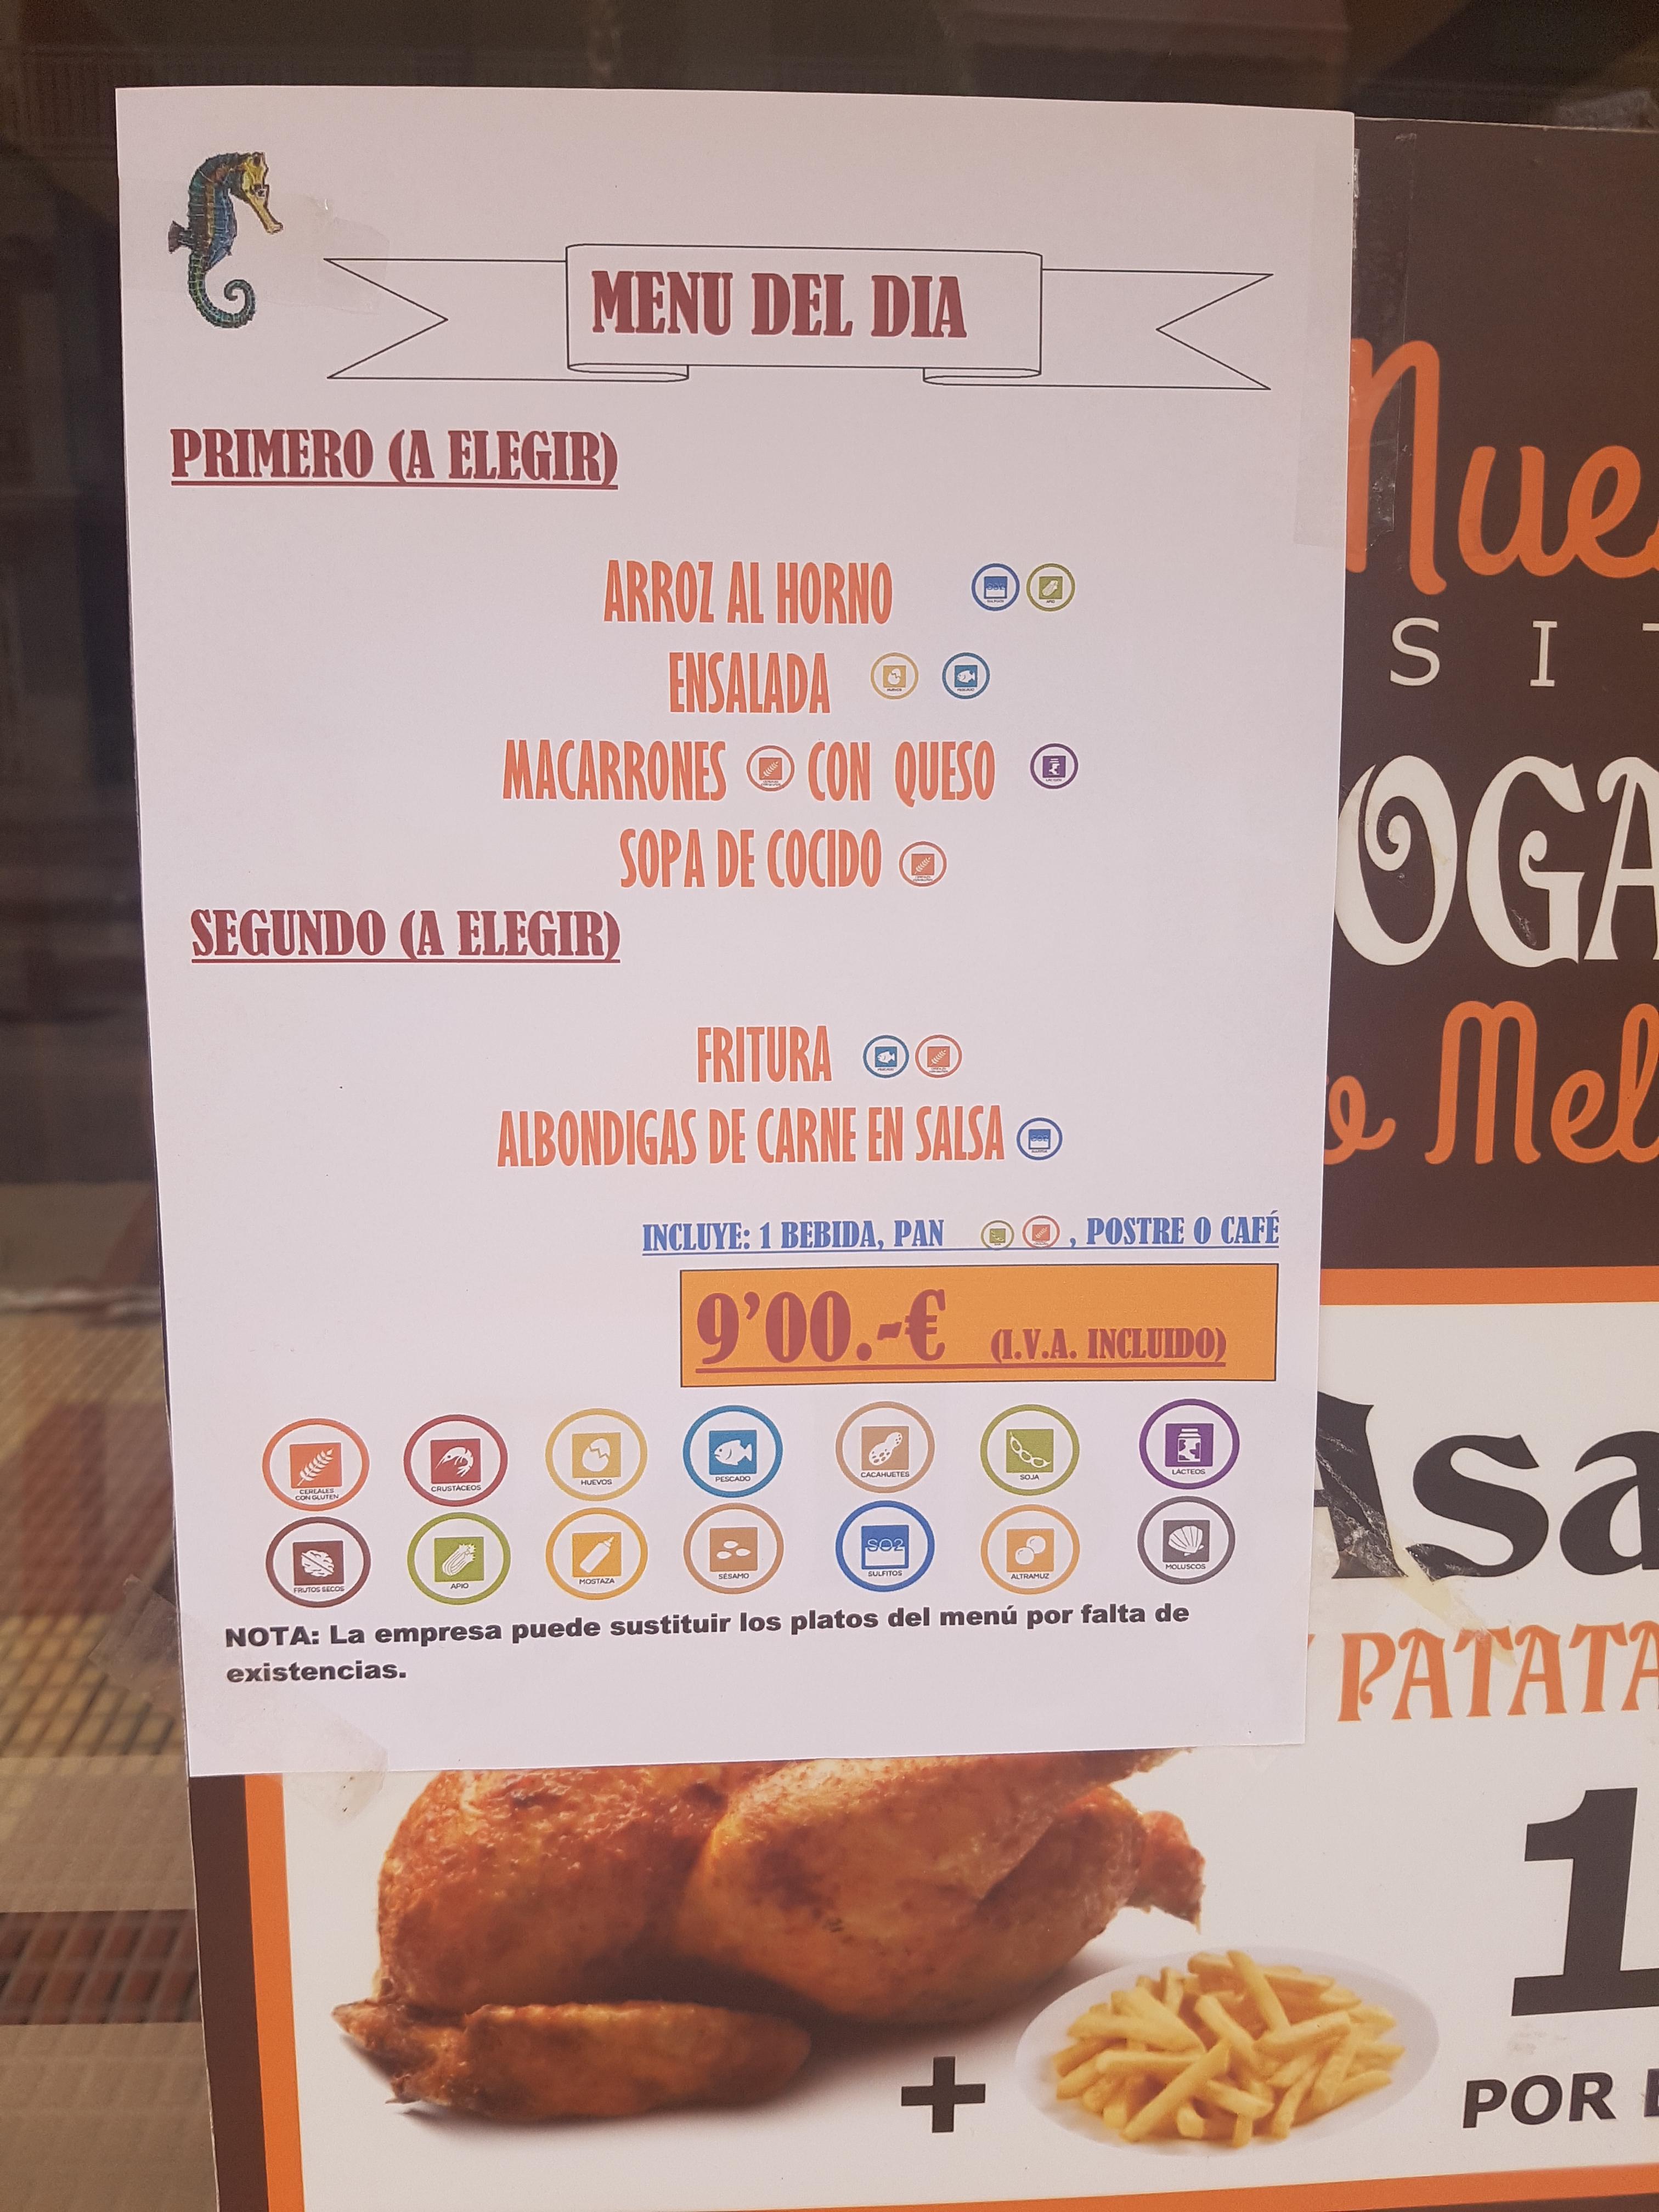 MENU DEL DIA
PRIMERO (A ELEGIR)
ARROZ AL HORNO
ENSALADA
MACARRONES CON QUESO
SOPA DE COCIDO
SEGUNDO (A ELEGIR)
FRITURA
ALBONDIGAS DE CARNE EN SALSA
INCLUYE: 1 BEBIDA, PAN , POSTRE O CAFÉ
9’00.-€ (I.V.A. INCLUIDO)
CEREALES CON GLUTEN
CRUSTÁCEOS
HUEVOS
PESCADO
CACAHUETES
SOJA
LÁCTEOS
FRUTOS SECOS
APIO
MOSTAZA
SÉSAMO
SO2
SULFITOS
ALTRAMUZ
MOLUSCOS
NOTA: La empresa puede sustituir los platos del menú por falta de
existencias.
Nue
S I
OGA
Mel
Asa
Y PATATA
1
+
POR